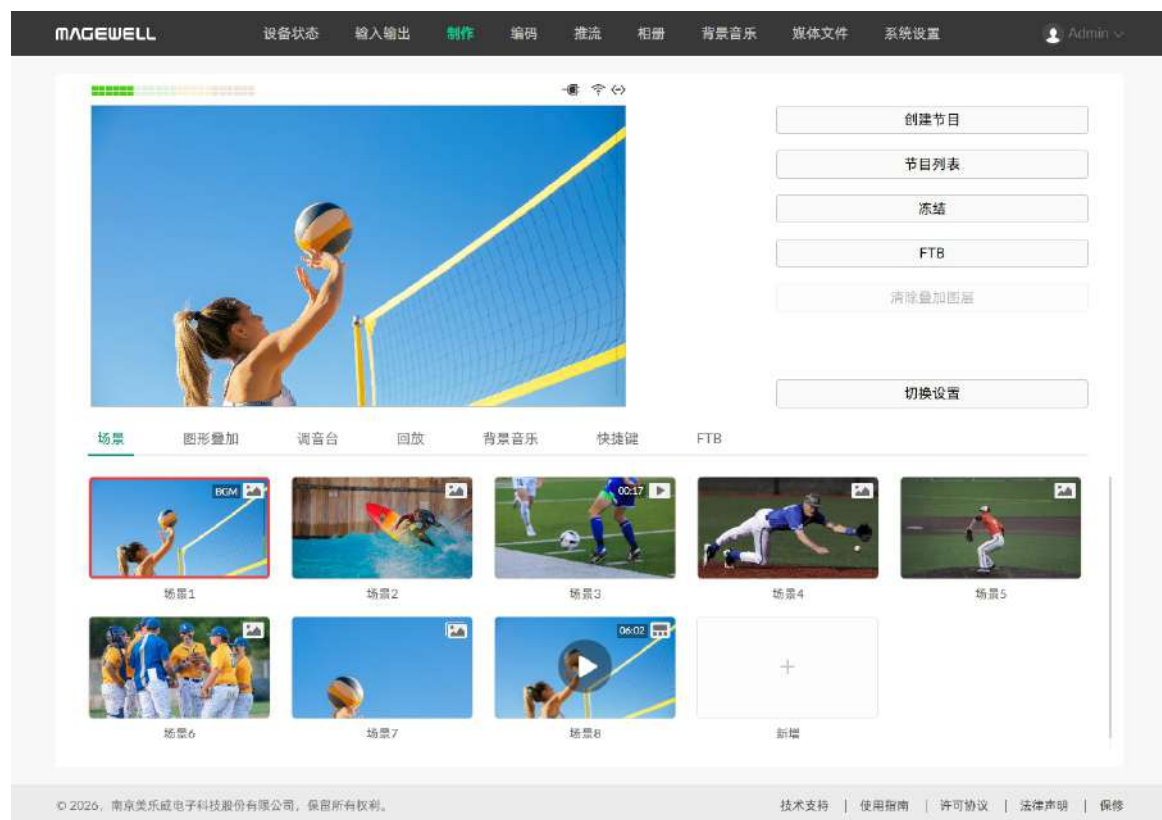 MAGEWELL 设备状态 输入输出 制作 编码 推流 相册 背景音乐 媒体文件 系统设置 Admin
创建节目
节目列表
冻结
FTB
清除叠加图层
切换设置
场景 图形叠加 调音台 回放 背景音乐 快捷键 FTB
BGM 00:17
场景1 场景2 场景3 场景4 场景5
06:02
场景6 场景7 场景8 新增
© 2026，南京美乐威电子科技股份有限公司，保留所有权利。 技术支持 | 使用指南 | 许可协议 | 法律声明 | 保修